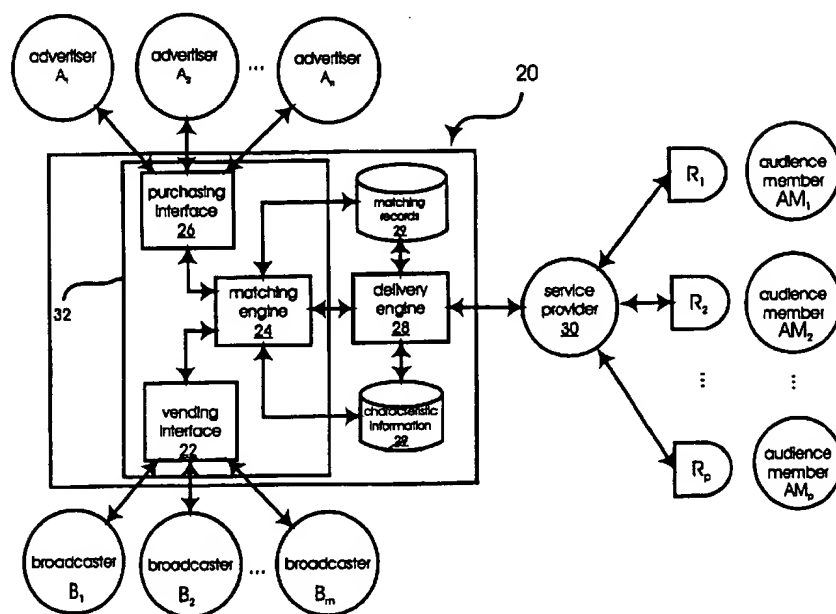 advertiser
A₁
advertiser
A₂
...
advertiser
Aₙ
20
purchasing
interface
26
matching
records
29
32
matching
engine
24
delivery
engine
28
service
provider
30
vending
interface
22
characteristic
information
29
R₁
audience
member
AM₁
R₂
audience
member
AM₂
...
...
Rₚ
audience
member
AMₚ
broadcaster
B₁
broadcaster
B₂
...
broadcaster
Bₘ